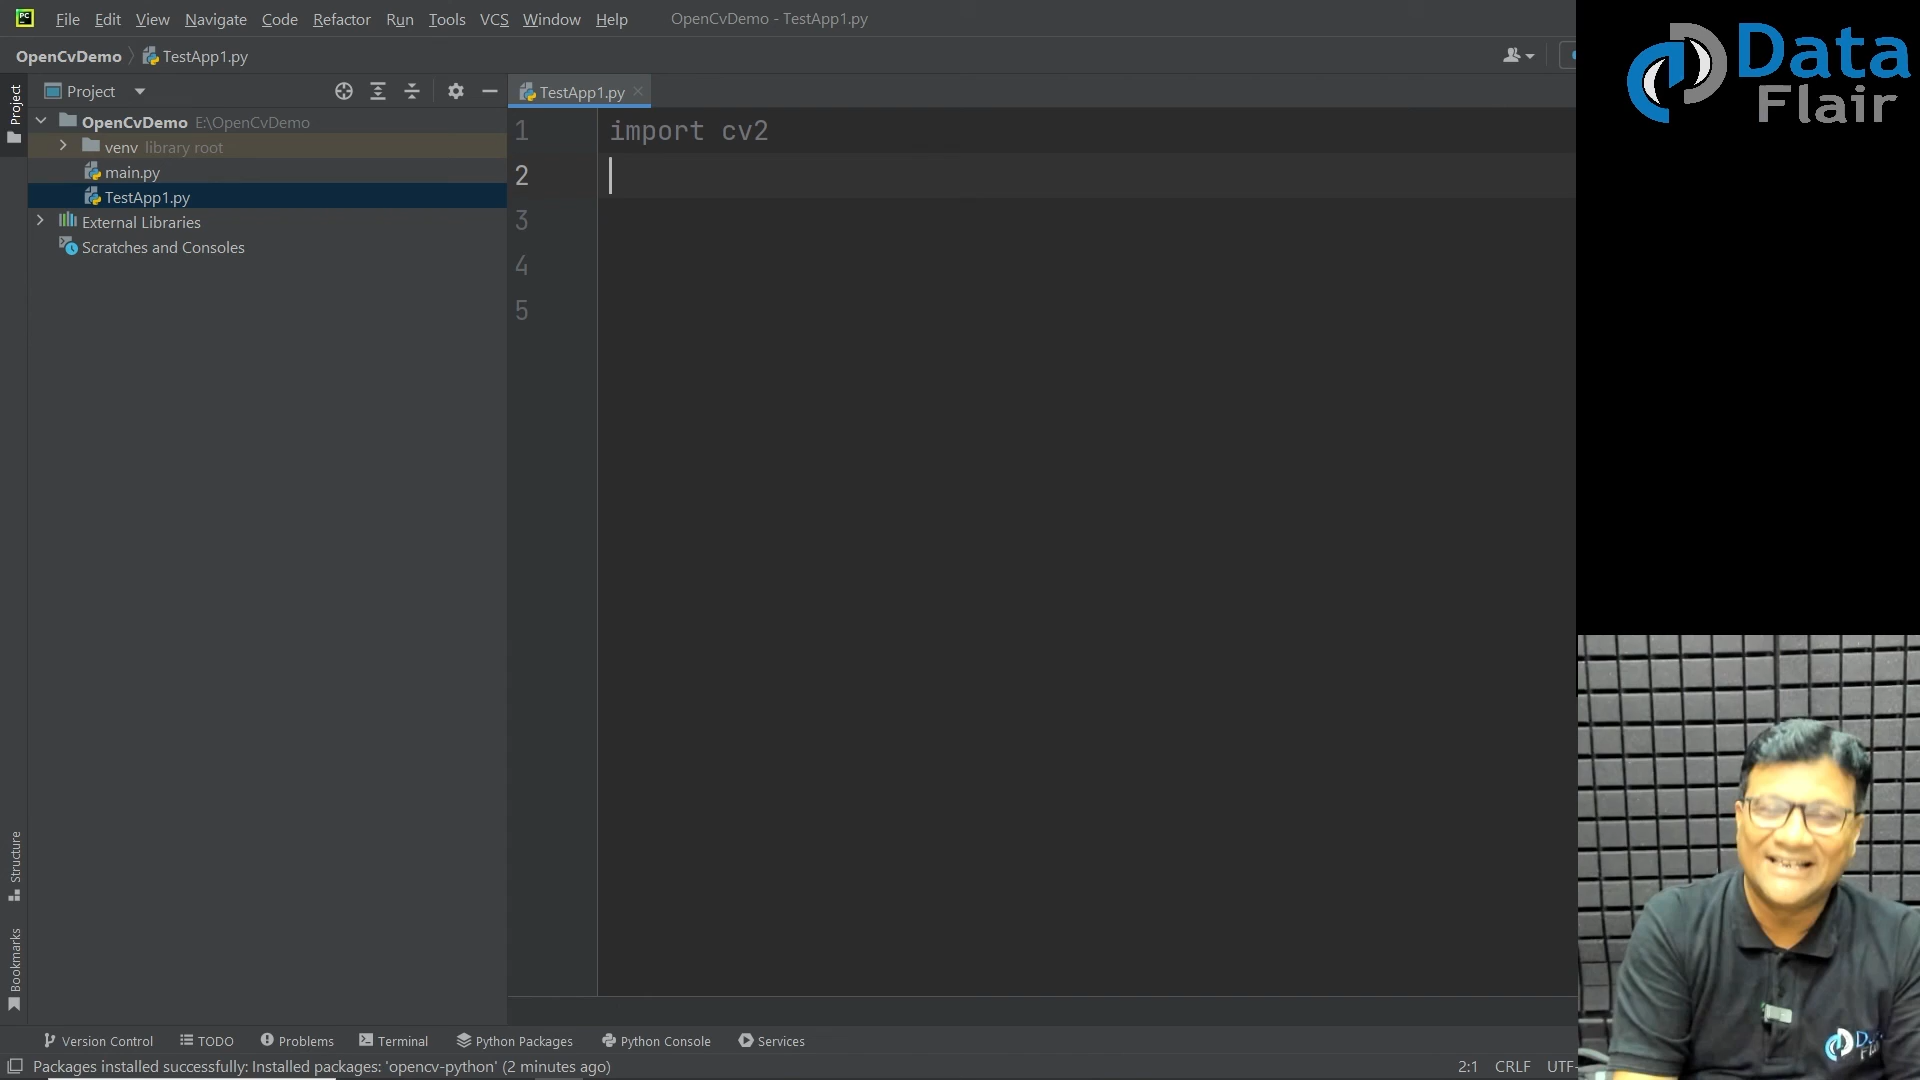 File Edit View Navigate Code Refactor Run Tools VCS Window Help OpenCvDemo - TestApp1.py
OpenCvDemo TestApp1.py
Project
Project
TestApp1.py
OpenCvDemo E:\OpenCvDemo
venv library root
main.py
TestApp1.py
External Libraries
Scratches and Consoles
1 import cv2
2
3
4
5
Data
Flair
Structure
Bookmarks
Version Control TODO Problems Terminal Python Packages Python Console Services
Packages installed successfully: Installed packages: 'opencv-python' (2 minutes ago) 2:1 CRLF UTF-